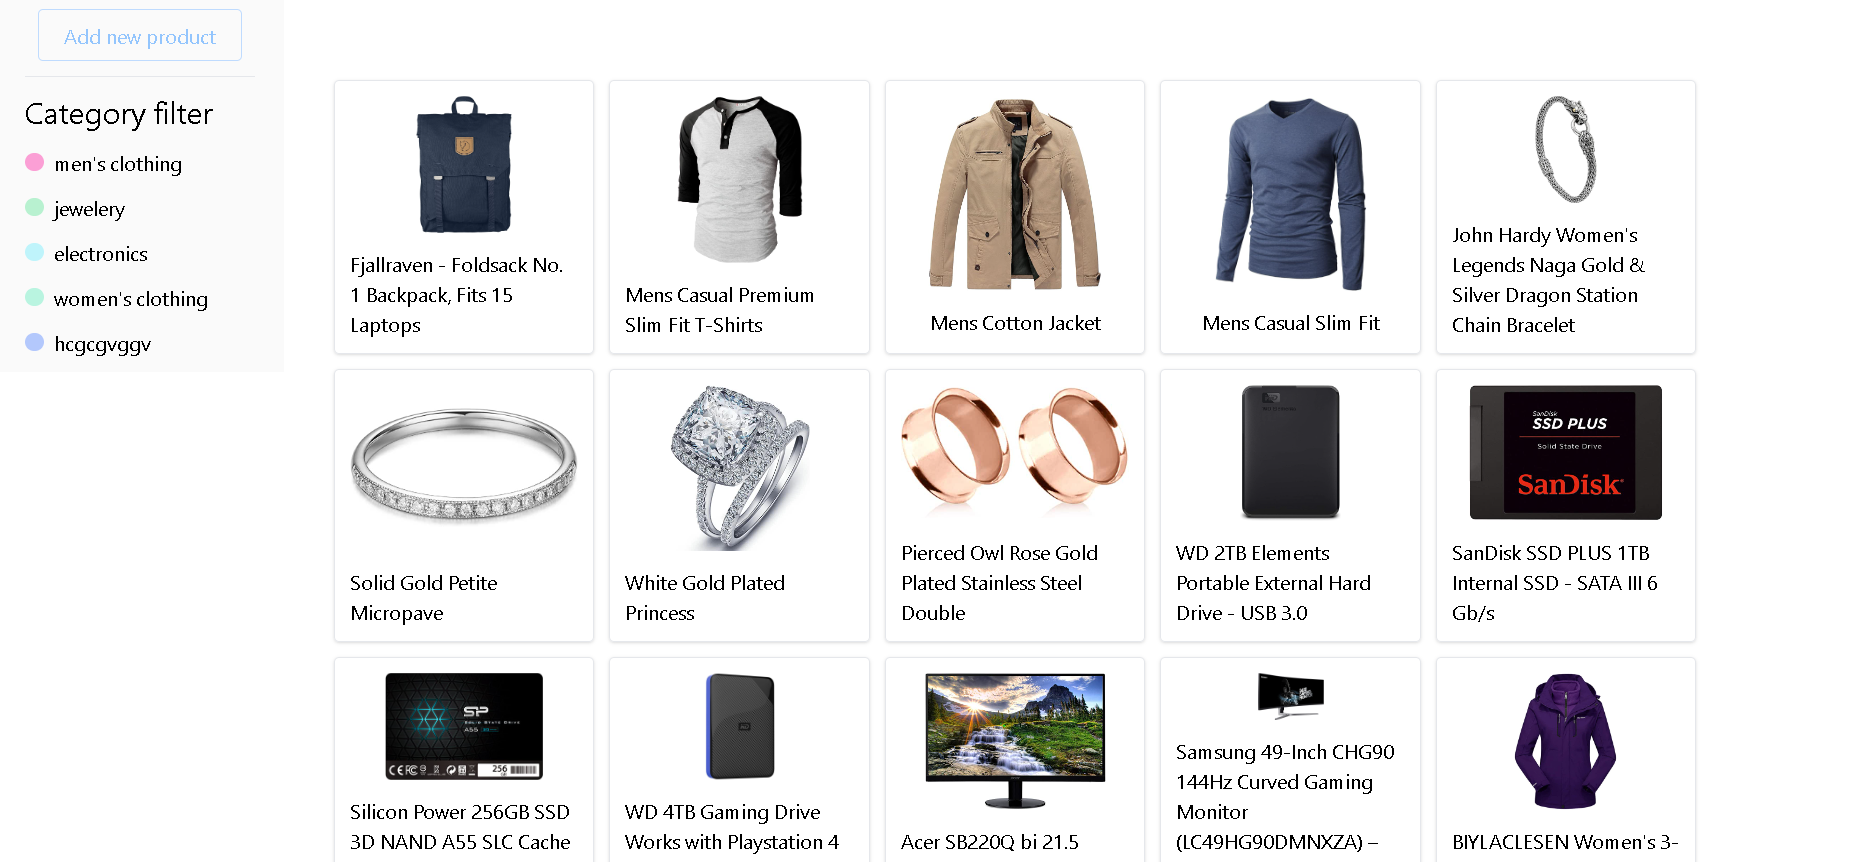 Add new product
Category filter
men's clothing
jewelery
electronics
women's clothing
hcgcgvggv
Fjallraven - Foldsack No.
1 Backpack, Fits 15
Laptops
Mens Casual Premium
Slim Fit T-Shirts
Mens Cotton Jacket
Mens Casual Slim Fit
John Hardy Women's
Legends Naga Gold &
Silver Dragon Station
Chain Bracelet
Solid Gold Petite
Micropave
White Gold Plated
Princess
Pierced Owl Rose Gold
Plated Stainless Steel
Double
WD 2TB Elements
Portable External Hard
Drive - USB 3.0
SanDisk
SSD PLUS
Solid State Drive
SanDisk
SanDisk SSD PLUS 1TB
Internal SSD - SATA III 6
Gb/s
SP
SOLID STATE DRIVE
A55
256
Silicon Power 256GB SSD
3D NAND A55 SLC Cache
WD
WD 4TB Gaming Drive
Works with Playstation 4
Acer SB220Q bi 21.5
Samsung 49-Inch CHG90
144Hz Curved Gaming
Monitor
(LC49HG90DMNXZA) –
BIYLACLESEN Women's 3-